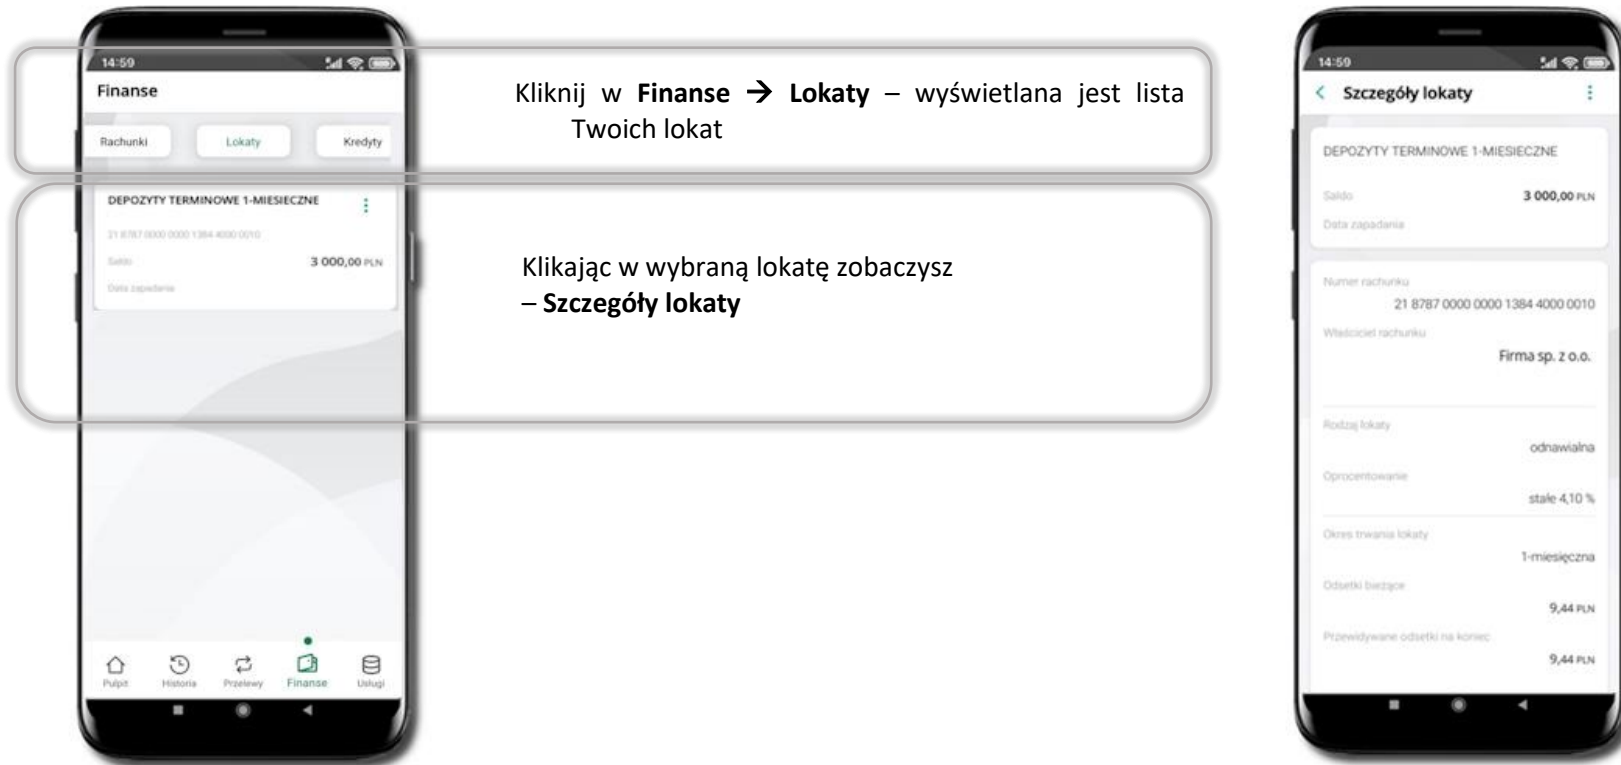 14:59
Finanse
Rachunki Lokaty Kredyty
DEPOZYTY TERMINOWE 1-MIESIECZNE
21 8787 0000 0000 1384 4000 0010
Saldo 3 000,00 PLN
Data zapadania
Pulpit Historia Przelewy Finanse Usługi
Kliknij w Finanse → Lokaty – wyświetlana jest lista
Twoich lokat
Klikając w wybraną lokatę zobaczysz
– Szczegóły lokaty
14:59
Szczegóły lokaty
DEPOZYTY TERMINOWE 1-MIESIECZNE
Saldo 3 000,00 PLN
Data zapadania
Numer rachunku
21 8787 0000 0000 1384 4000 0010
Właściciel rachunku
Firma sp. z o.o.
Rodzaj lokaty
odnawialna
Oprocentowanie
stałe 4,10 %
Okres trwania lokaty
1-miesięczna
Odsetki bieżące
9,44 PLN
Przewidywane odsetki na koniec
9,44 PLN